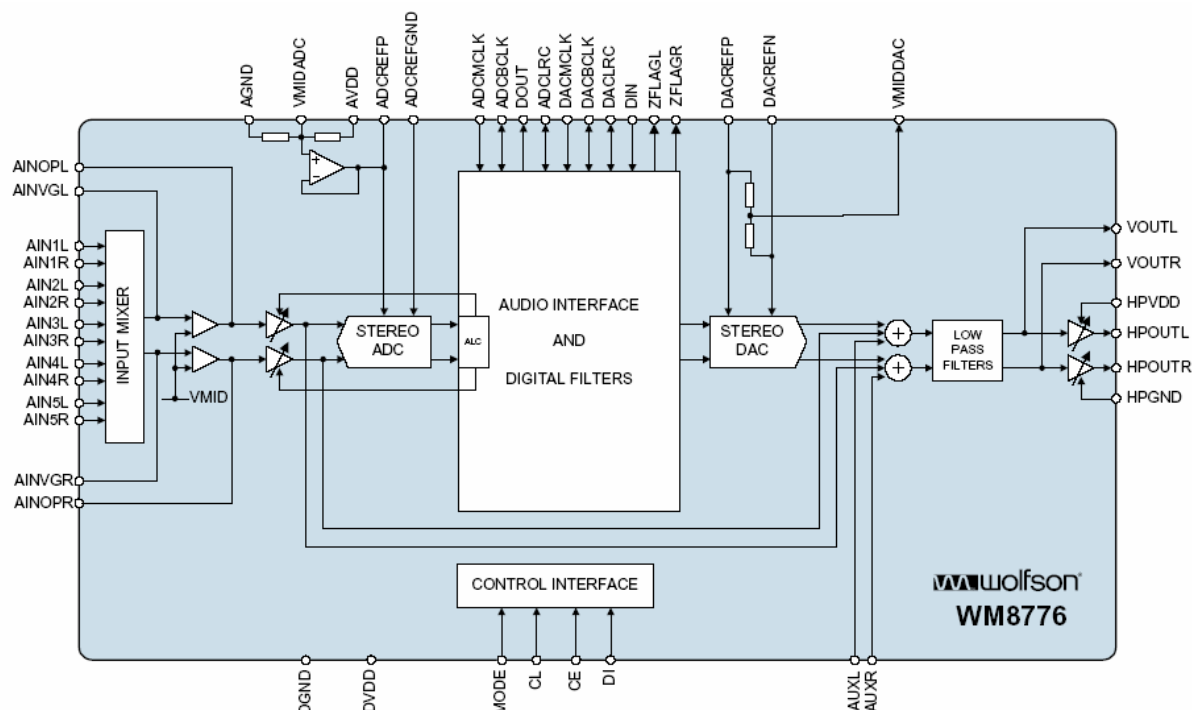 AGND
VMIDADC
AVDD
ADCREFP
ADCREFGND
ADCMCLK
ADCBCLK
DOUT
ADCLRC
DACMCLK
DACBCLK
DACLRC
DIN
ZFLAGL
ZFLAGR
DACREFP
DACREFN
VMIDDAC
AINOPL
AINVGL
AIN1L
AIN1R
AIN2L
AIN2R
AIN3L
AIN3R
AIN4L
AIN4R
AIN5L
AIN5R
AINVGR
AINOPR
INPUT MIXER
+
−
VMID
STEREO
ADC
ALC
AUDIO INTERFACE
AND
DIGITAL FILTERS
STEREO
DAC
+
+
LOW
PASS
FILTERS
VOUTL
VOUTR
HPVDD
HPOUTL
HPOUTR
HPGND
CONTROL INTERFACE
wolfson®
WM8776
DGND
DVDD
MODE
CL
CE
DI
AUXL
AUXR